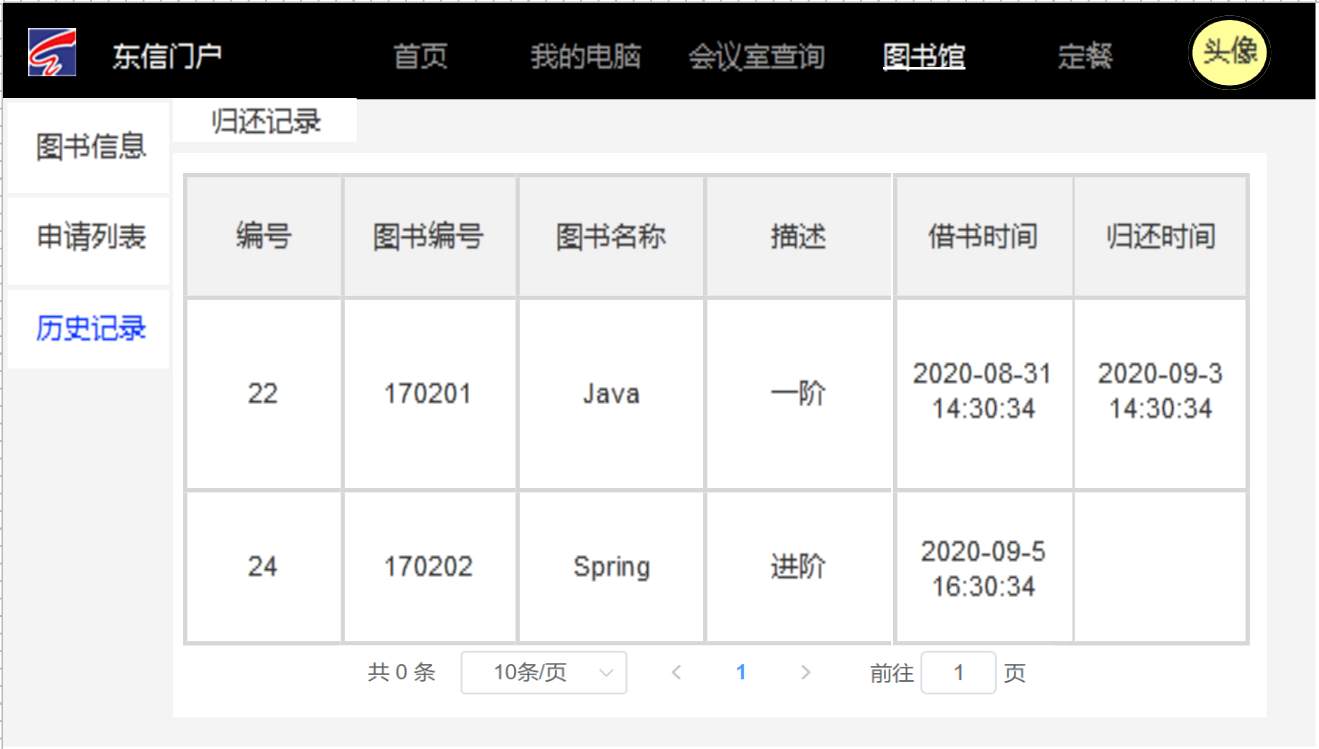 东信门户 首页 我的电脑 会议室查询 图书馆 定餐 头像
图书信息
申请列表
历史记录
归还记录
编号 图书编号 图书名称 描述 借书时间 归还时间
22 170201 Java 一阶 2020-08-31 14:30:34 2020-09-3 14:30:34
24 170202 Spring 进阶 2020-09-5 16:30:34
共 0 条 10条/页 1 前往 1 页